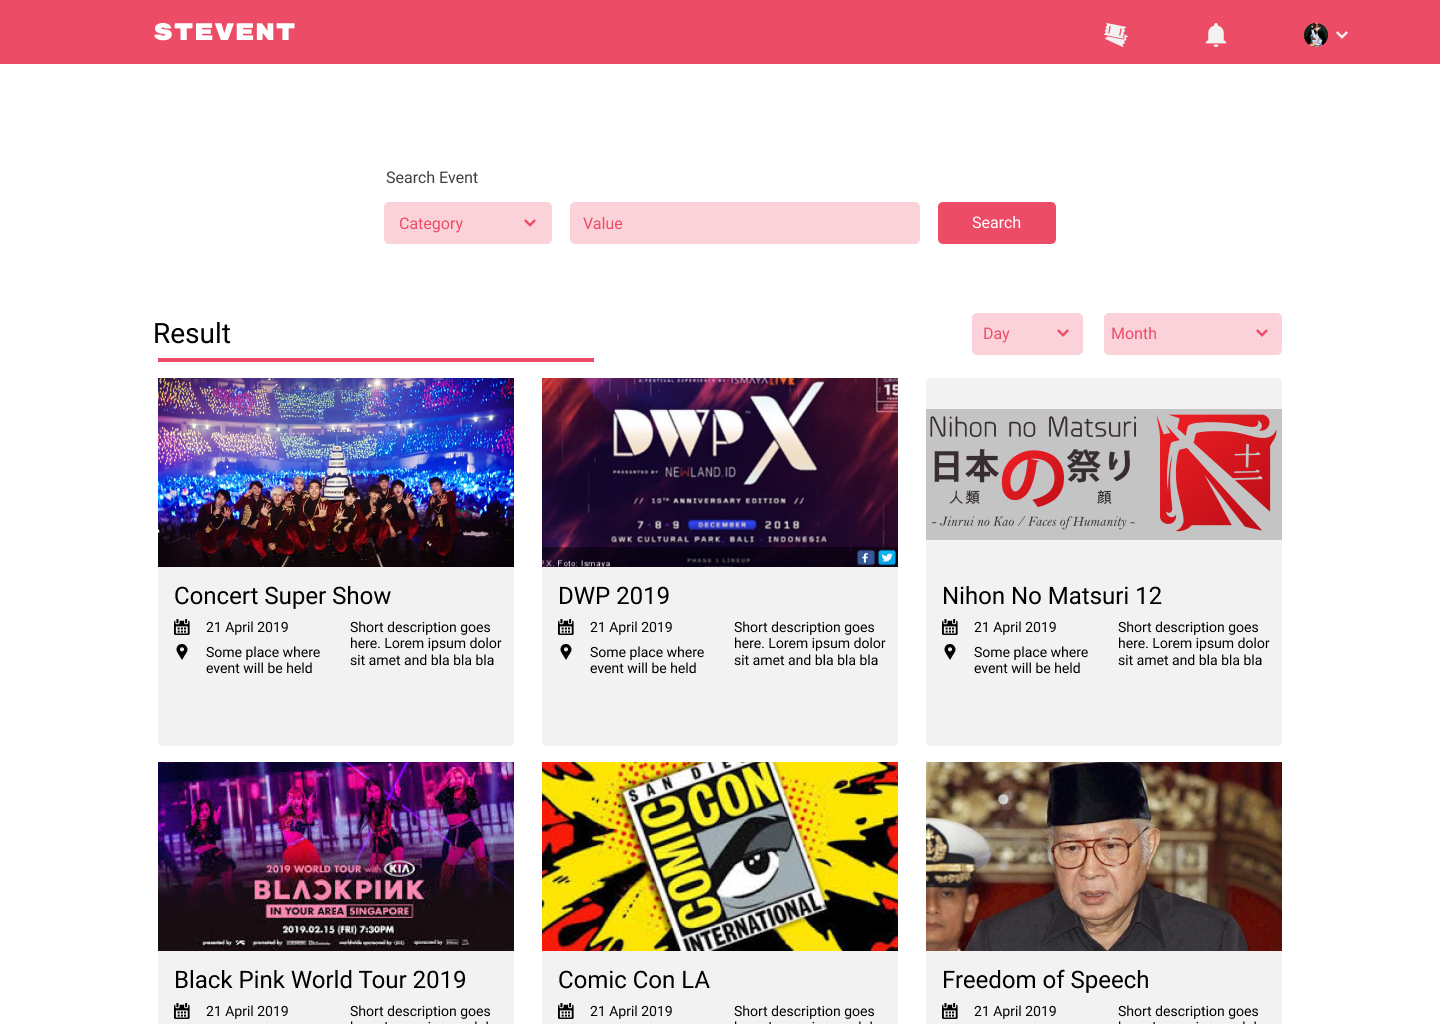 STEVENT
Search Event
Category
Value
Search
Result
Day
Month
A FESTIVAL EXPERIENCE BY ISMAYA LIVE
15
DWP X
PRESENTED BY NEWLAND.ID
// 10TH ANNIVERSARY EDITION //
7 · 8 · 9 DECEMBER 2018
GWK CULTURAL PARK, BALI - INDONESIA
PHASE 1 LINEUP
X. Foto: Ismaya
Nihon no Matsuri
日本の祭り
人類 顔
- Jinrui no Kao / Faces of Humanity -
十二
Concert Super Show
21 April 2019
Some place where
event will be held
Short description goes
here. Lorem ipsum dolor
sit amet and bla bla bla
DWP 2019
21 April 2019
Some place where
event will be held
Short description goes
here. Lorem ipsum dolor
sit amet and bla bla bla
Nihon No Matsuri 12
21 April 2019
Some place where
event will be held
Short description goes
here. Lorem ipsum dolor
sit amet and bla bla bla
2019 WORLD TOUR with KIA
BLACKPINK
IN YOUR AREA SINGAPORE
2019.02.15 (FRI) 7:30PM
SAN DIE
COMIC
CON
INTERNATIONAL
Black Pink World Tour 2019
21 April 2019
Short description goes
Comic Con LA
21 April 2019
Short description goes
Freedom of Speech
21 April 2019
Short description goes